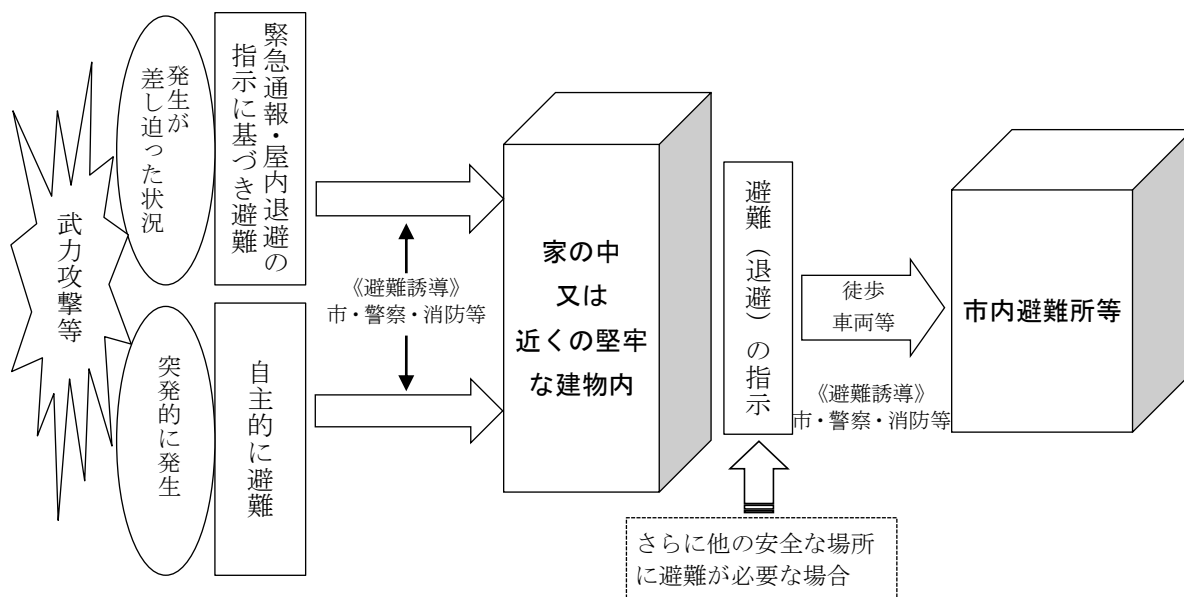 武力攻撃等
発生が
差し迫った状況
緊急通報・屋内退避の
指示に基づき避難
突発的に発生
自主的に避難
《避難誘導》
市・警察・消防等
家の中
又は
近くの堅牢
な建物内
避難（退避）の指示
さらに他の安全な場所
に避難が必要な場合
徒歩
車両等
《避難誘導》
市・警察・消防等
市内避難所等